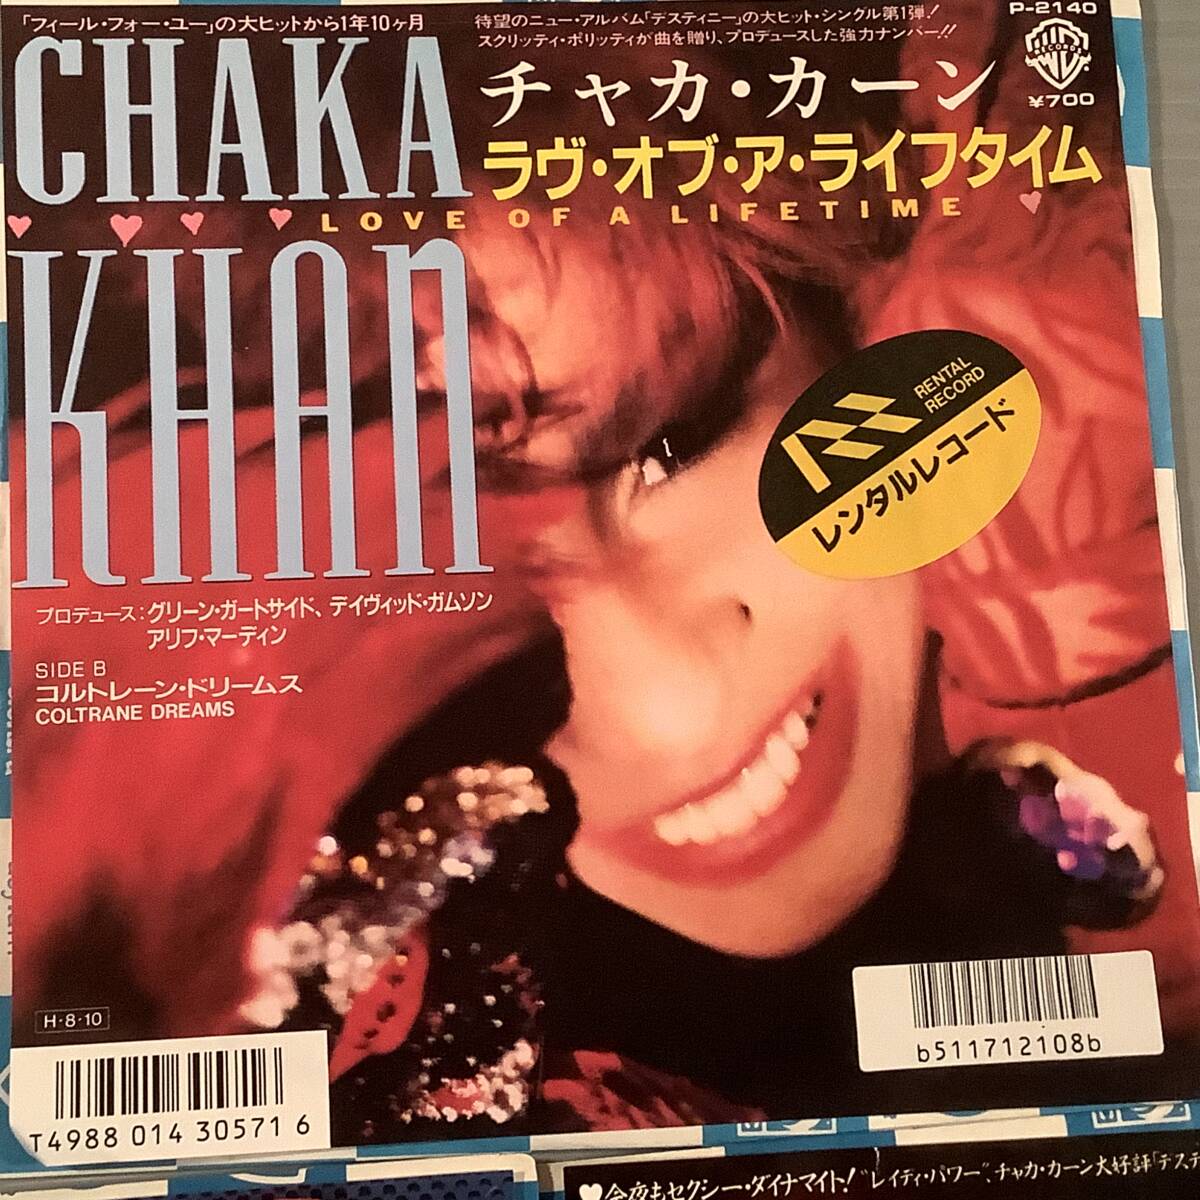 「フィール・フォー・ユー」の大ヒットから1年10ヶ月
待望のニュー・アルバム「デスティニー」の大ヒット・シングル第1弾!
スクリッティ・ポリッティが曲を贈り、プロデュースした強力ナンバー!!
P-2140
RECORDS
¥700
CHAKA
KHAN
チャカ・カーン
ラヴ・オブ・ア・ライフタイム
LOVE OF A LIFETIME
RENTAL
RECORD
レンタルレコード
プロデュース:グリーン・ガートサイド、デイヴィッド・ガムソン
アリフ・マーディン
SIDE B
コルトレーン・ドリームス
COLTRANE DREAMS
H-8-10
T4988 014 30571 6
b511712108b
♥今夜もセクシー・ダイナマイト!"レイディ・パワー"、チャカ・カーン大好評「デステ